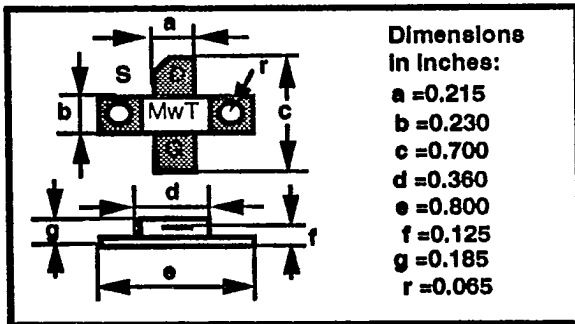 a
S
D
r
b
MwT
c
G
d
g
f
e
Dimensions
in inches:
a =0.215
b =0.230
c =0.700
d =0.360
e =0.800
f =0.125
g =0.185
r =0.065